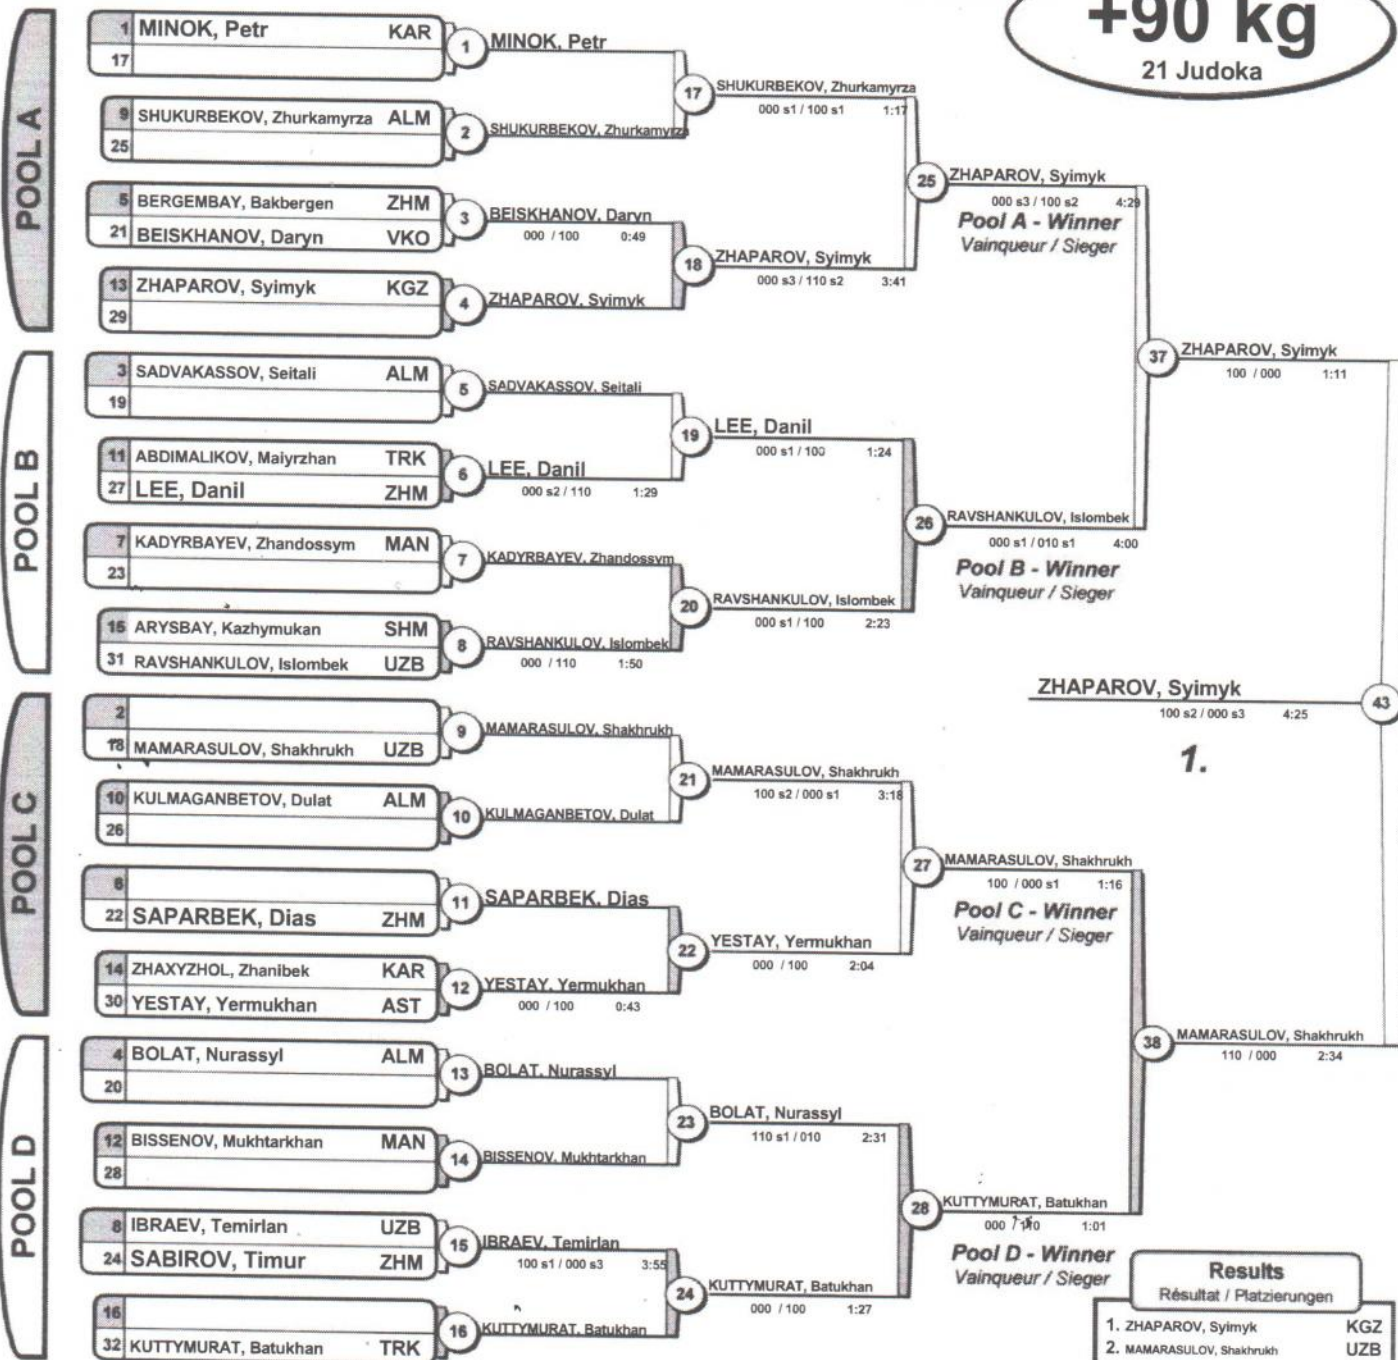 +90 kg
21 Judoka
POOL A
1 MINOK, Petr KAR
17
9 SHUKURBEKOV, Zhurkamyrza ALM
25
5 BERGEMBAY, Bakbergen ZHM
21 BEISKHANOV, Daryn VKO
13 ZHAPAROV, Syimyk KGZ
29
POOL B
3 SADVAKASSOV, Seitali ALM
19
11 ABDIMALIKOV, Maiyrzhan TRK
27 LEE, Danil ZHM
7 KADYRBAYEV, Zhandossym MAN
23
15 ARYSBAY, Kazhymukan SHM
31 RAVSHANKULOV, Islombek UZB
POOL C
2
18 MAMARASULOV, Shakhrukh UZB
10 KULMAGANBETOV, Dulat ALM
26
6
22 SAPARBEK, Dias ZHM
14 ZHAXYZHOL, Zhanibek KAR
30 YESTAY, Yermukhan AST
POOL D
4 BOLAT, Nurassyl ALM
20
12 BISSENOV, Mukhtarkhan MAN
28
8 IBRAEV, Temirlan UZB
24 SABIROV, Timur ZHM
16
32 KUTTYMURAT, Batukhan TRK
1 MINOK, Petr
2 SHUKURBEKOV, Zhurkamyrza
3 BEISKHANOV, Daryn
000 / 100 0:49
4 ZHAPAROV, Syimyk
5 SADVAKASSOV, Seitali
6 LEE, Danil
000 s2 / 110 1:29
7 KADYRBAYEV, Zhandossym
8 RAVSHANKULOV, Islombek
000 / 110 1:50
9 MAMARASULOV, Shakhrukh
10 KULMAGANBETOV, Dulat
11 SAPARBEK, Dias
12 YESTAY, Yermukhan
000 / 100 0:43
13 BOLAT, Nurassyl
14 BISSENOV, Mukhtarkhan
15 IBRAEV, Temirlan
100 s1 / 000 s3 3:55
16 KUTTYMURAT, Batukhan
17 SHUKURBEKOV, Zhurkamyrza
000 s1 / 100 s1 1:17
18 ZHAPAROV, Syimyk
000 s3 / 110 s2 3:41
19 LEE, Danil
000 s1 / 100 1:24
20 RAVSHANKULOV, Islombek
000 s1 / 100 2:23
21 MAMARASULOV, Shakhrukh
100 s2 / 000 s1 3:18
22 YESTAY, Yermukhan
000 / 100 2:04
23 BOLAT, Nurassyl
110 s1 / 010 2:31
24 KUTTYMURAT, Batukhan
000 / 100 1:27
25 ZHAPAROV, Syimyk
000 s3 / 100 s2 4:29
Pool A - Winner
Vainqueur / Sieger
26 RAVSHANKULOV, Islombek
000 s1 / 010 s1 4:00
Pool B - Winner
Vainqueur / Sieger
27 MAMARASULOV, Shakhrukh
100 / 000 s1 1:16
Pool C - Winner
Vainqueur / Sieger
28 KUTTYMURAT, Batukhan
000 1:01
Pool D - Winner
Vainqueur / Sieger
37 ZHAPAROV, Syimyk
100 / 000 1:11
38 MAMARASULOV, Shakhrukh
110 / 000 2:34
ZHAPAROV, Syimyk 43
100 s2 / 000 s3 4:25
1.
Results
Résultat / Platzierungen
1. ZHAPAROV, Syimyk KGZ
2. MAMARASULOV, Shakhrukh UZB